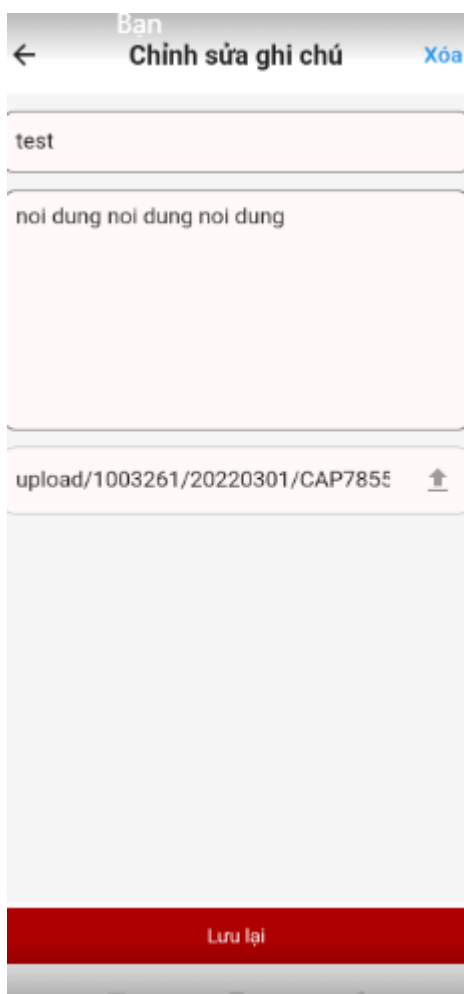 Bạn
Chỉnh sửa ghi chú Xóa
test
noi dung noi dung noi dung
upload/1003261/20220301/CAP7855
Lưu lại